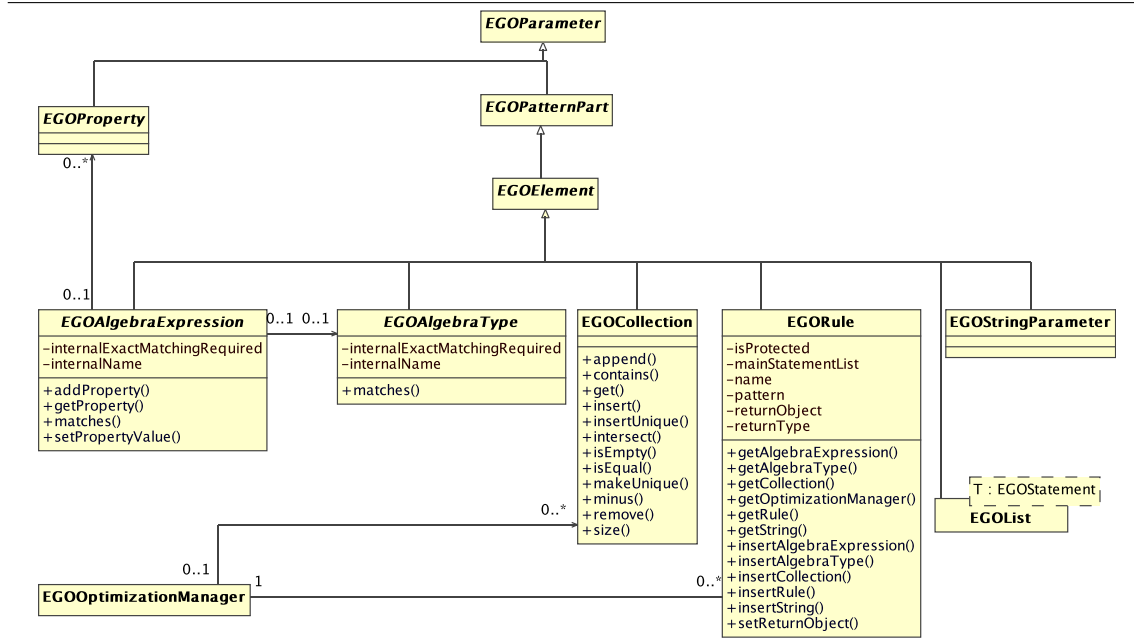 EGOParameter
EGOPatternPart
EGOProperty
0..*
EGOElement
0..1
EGOAlgebraExpression
-internalExactMatchingRequired
-internalName
+addProperty()
+getProperty()
+matches()
+setPropertyValue()
0..1 0..1
EGOAlgebraType
-internalExactMatchingRequired
-internalName
+matches()
EGOCollection
+append()
+contains()
+get()
+insert()
+insertUnique()
+intersect()
+isEmpty()
+isEqual()
+makeUnique()
+minus()
+remove()
+size()
EGORule
-isProtected
-mainStatementList
-name
-pattern
-returnObject
-returnType
+getAlgebraExpression()
+getAlgebraType()
+getCollection()
+getOptimizationManager()
+getRule()
+getString()
+insertAlgebraExpression()
+insertAlgebraType()
+insertCollection()
+insertRule()
+insertString()
+setReturnObject()
EGOStringParameter
T : EGOStatement
EGOList
0..*
0..1
EGOOptimizationManager
1
0..*